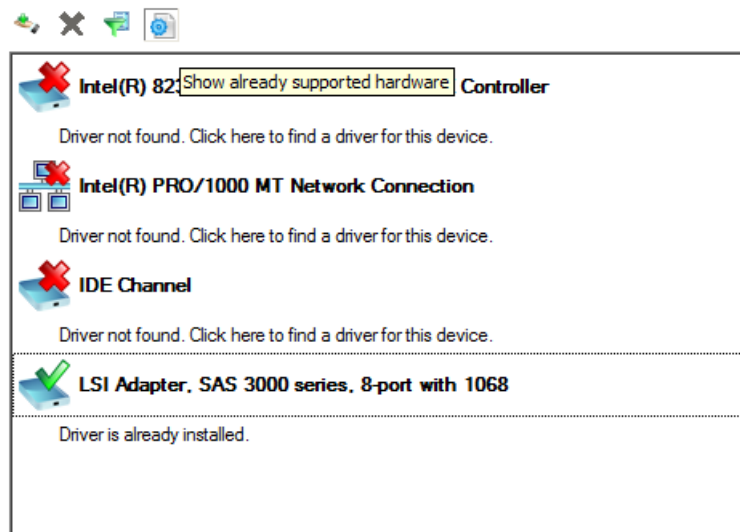 Intel(R) 82 Show already supported hardware Controller
Driver not found. Click here to find a driver for this device.
Intel(R) PRO/1000 MT Network Connection
Driver not found. Click here to find a driver for this device.
IDE Channel
Driver not found. Click here to find a driver for this device.
LSI Adapter, SAS 3000 series, 8-port with 1068
Driver is already installed.